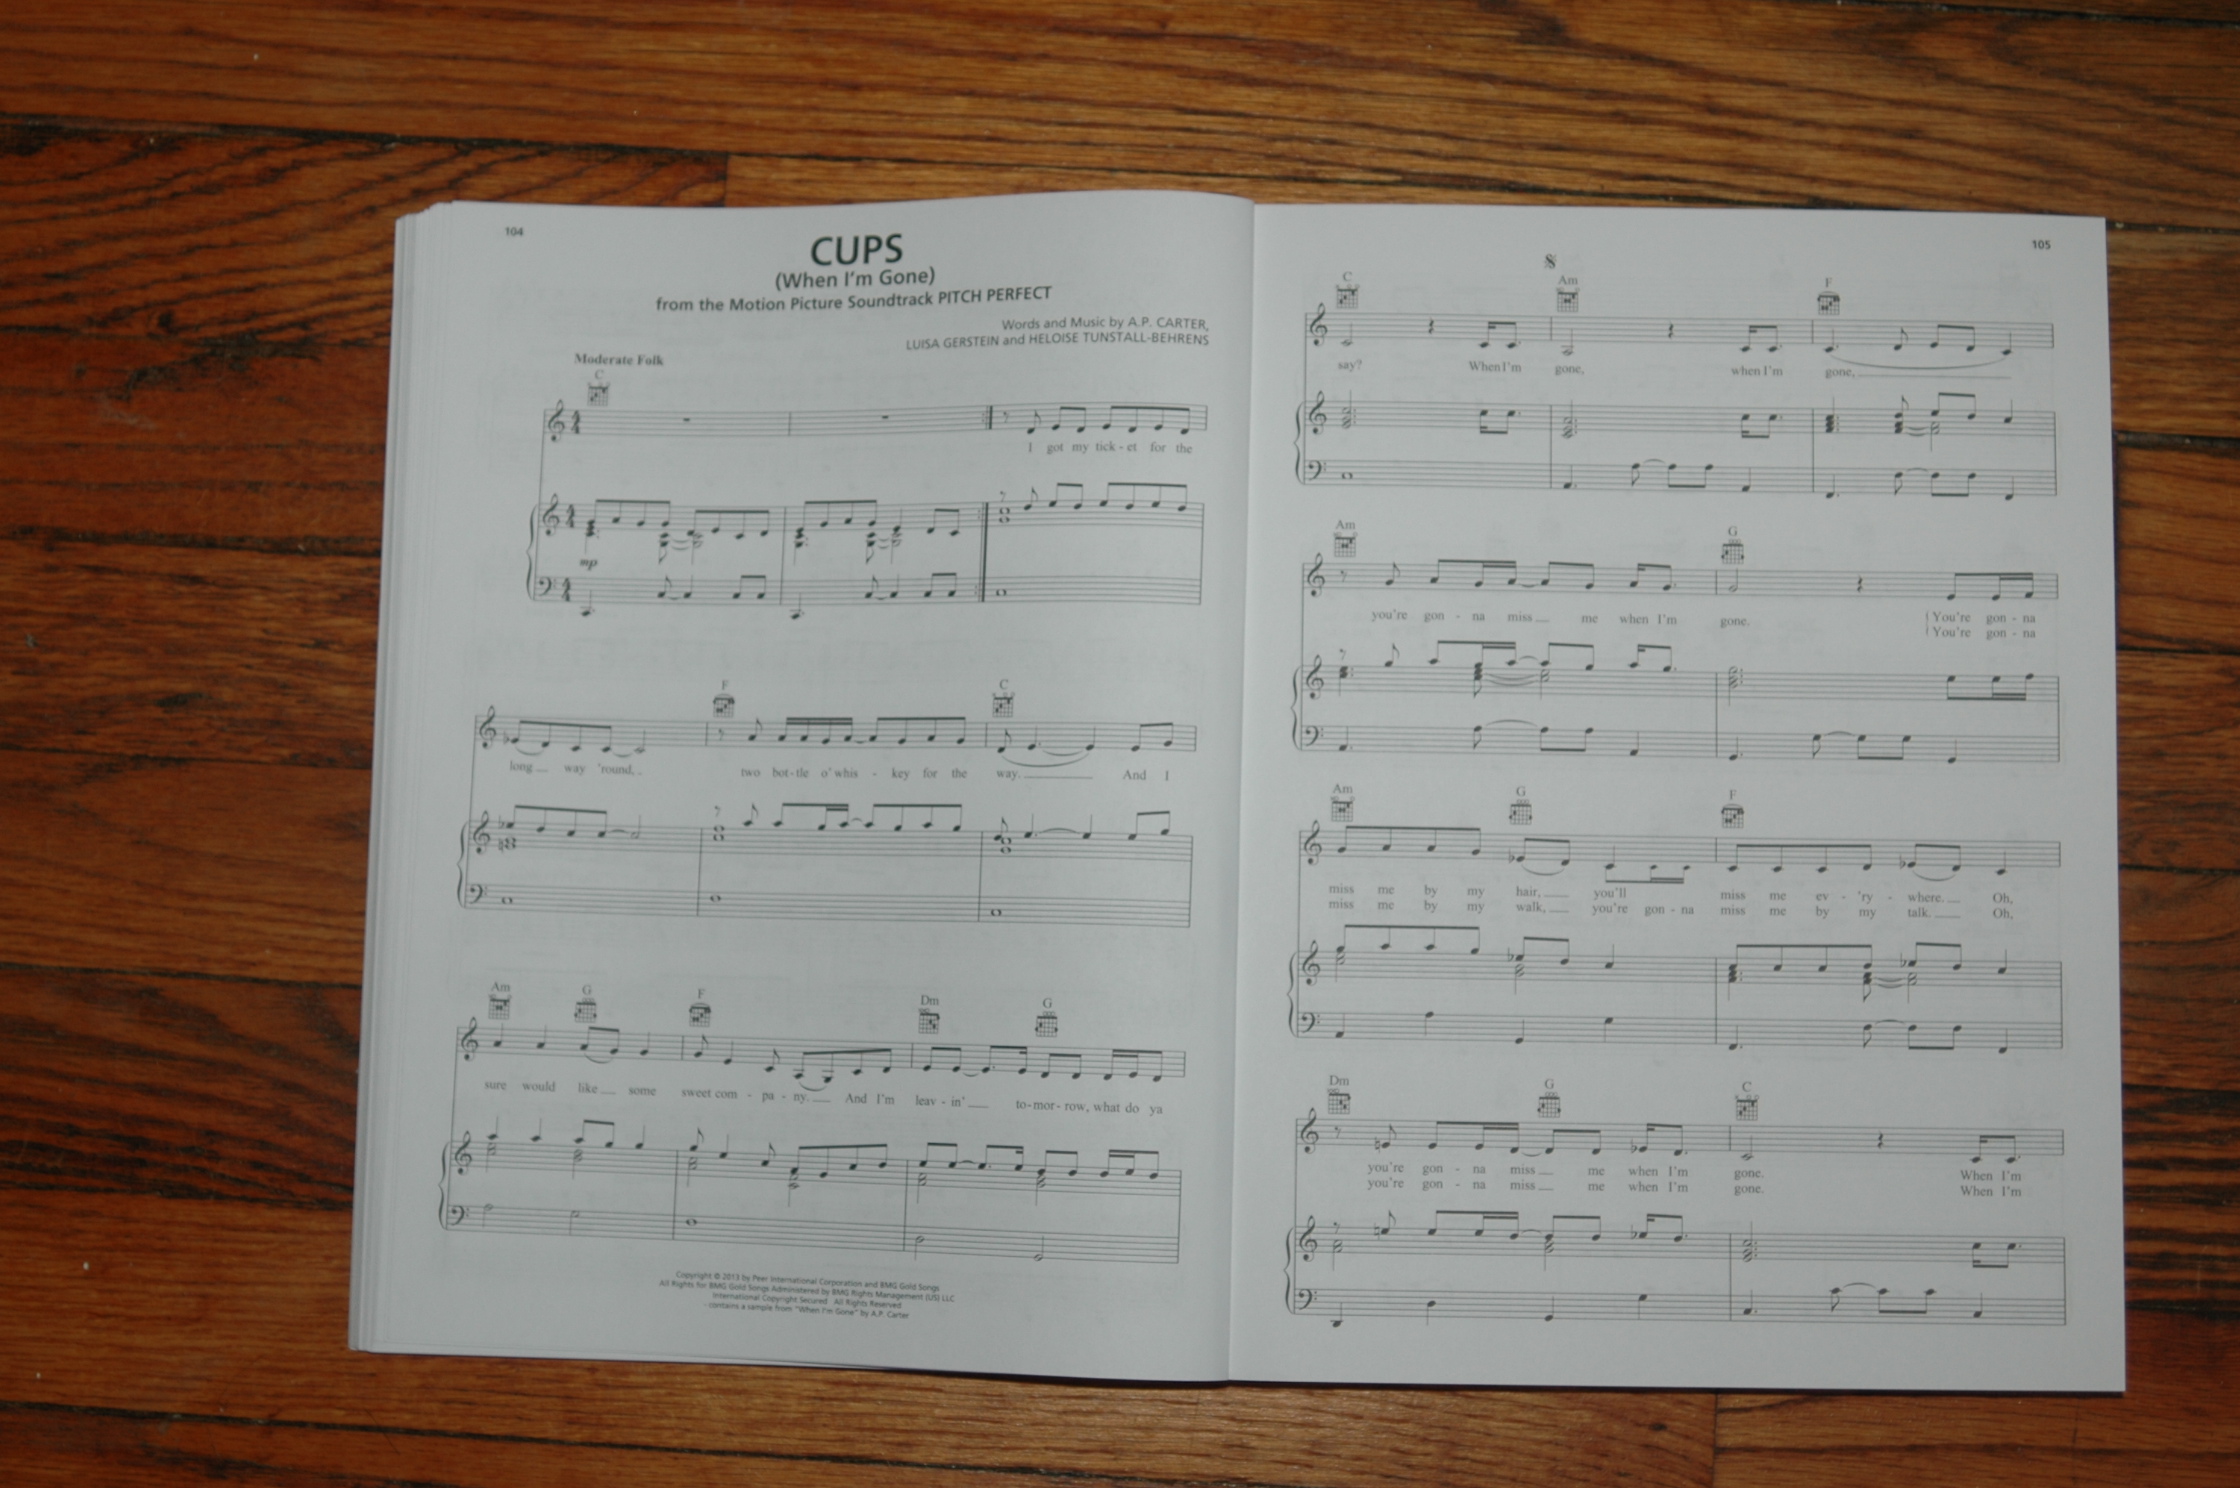 104
CUPS
(When I'm Gone)
from the Motion Picture Soundtrack PITCH PERFECT
Words and Music by A.P. CARTER,
LUISA GERSTEIN and HELOISE TUNSTALL-BEHRENS
Moderate Folk
C
I got my tick - et for the
mp
F C
long way 'round, two bot-tle o' whis - key for the way. And I
Am G F Dm G
sure would like some sweet com - pa - ny. And I'm leav - in' to-mor-row, what do ya
Copyright © 2013 by Peer International Corporation and BMG Gold Songs
All Rights for BMG Gold Songs Administered by BMG Rights Management (US) LLC
International Copyright Secured All Rights Reserved
- contains a sample from "When I'm Gone" by A.P. Carter
105
C Am F
say? When I'm gone, when I'm gone,
Am G
you're gon - na miss me when I'm gone. You're gon - na
You're gon - na
Am G F
miss me by my hair, you'll miss me ev - 'ry - where. Oh,
miss me by my walk, you're gon - na miss me by my talk. Oh,
Dm G C
you're gon - na miss me when I'm gone. When I'm
you're gon - na miss me when I'm gone. When I'm